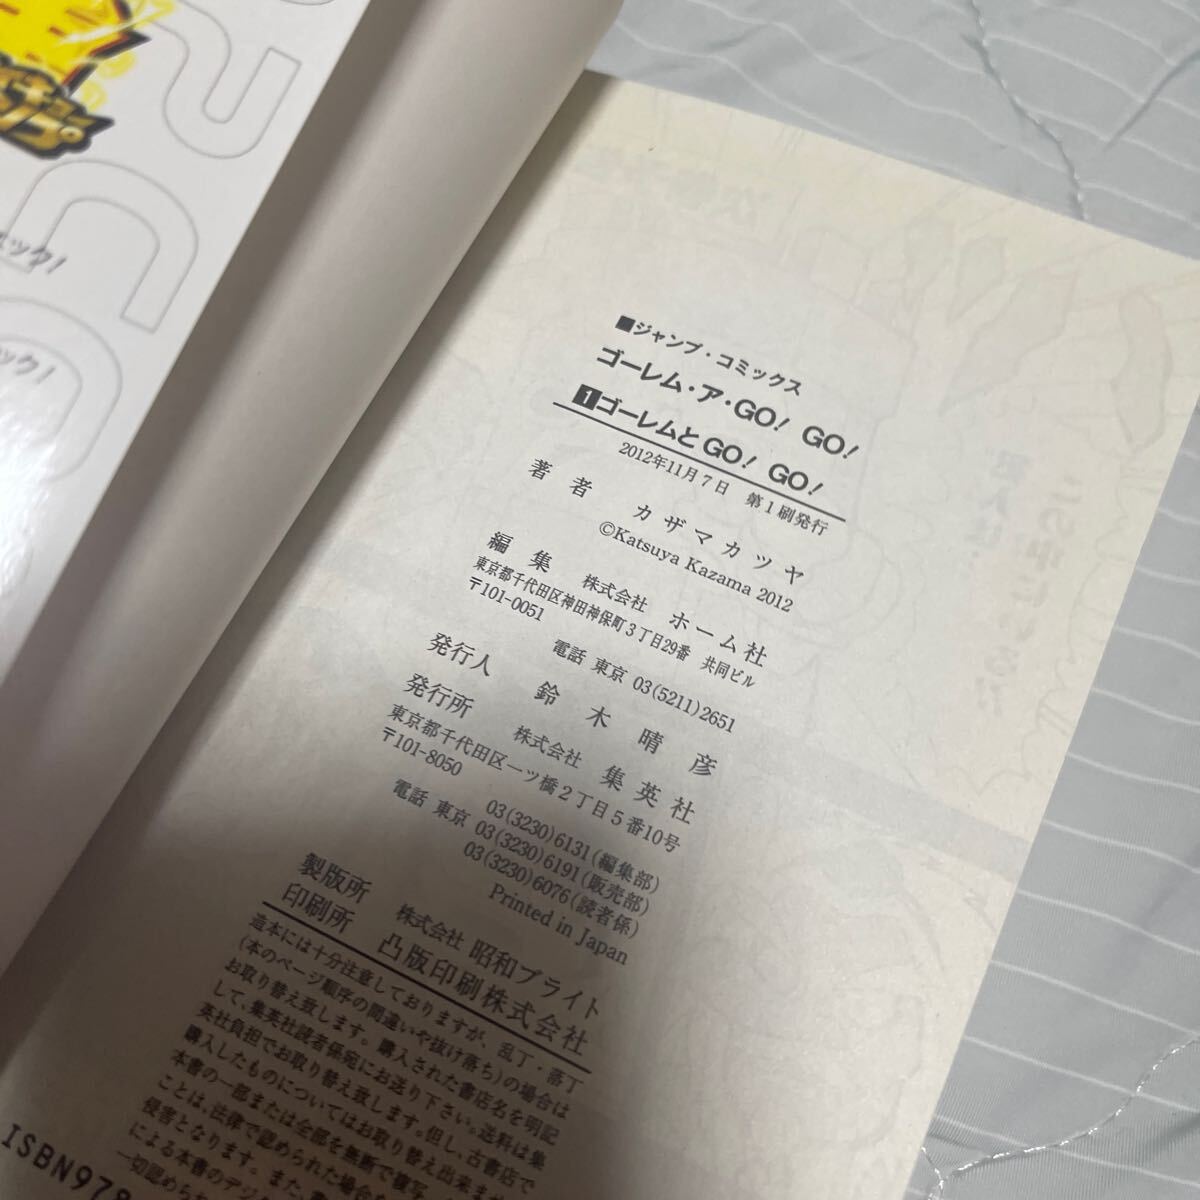 ■ジャンプ・コミックス
ゴーレム・ア・GO! GO!
1ゴーレムとGO! GO!
2012年11月7日 第1刷発行
著者 カザマカツヤ
©Katsuya Kazama 2012
編集 株式会社 ホーム社
東京都千代田区神田神保町3丁目29番 共同ビル
〒101-0051
電話 東京 03(5211)2651
発行人 鈴木晴彦
発行所 株式会社 集英社
東京都千代田区一ツ橋2丁目5番10号
〒101-8050
03(3230)6131(編集部)
電話 東京 03(3230)6191(販売部)
03(3230)6076(読者係)
Printed in Japan
製版所 株式会社 昭和ブライト
印刷所 凸版印刷株式会社
造本には十分注意しておりますが、乱丁・落丁
(本のページ順序の間違いや抜け落ち)の場合は
お取り替え致します。購入された書店名を明記
して、集英社読者係宛にお送り下さい。送料は集
英社負担でお取り替え致します。但し、古書店で
購入したものについてはお取り替え出来ませ
本書の一部または全部を無断で複写、
ことは、法律で認められた場合
侵害となります。また、
による本書のデジタ
一切認められ
ISBN978